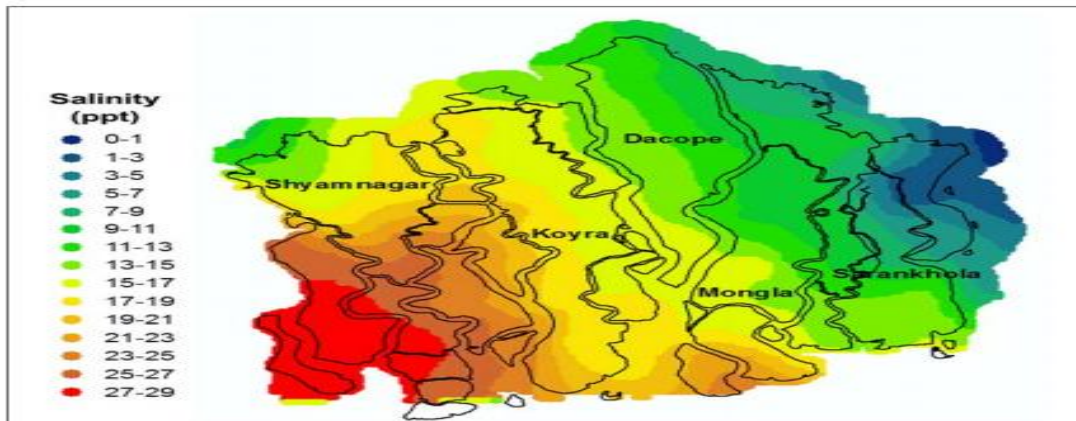 Salinity
(ppt)
0-1
1-3
3-5
5-7
7-9
9-11
11-13
13-15
15-17
17-19
19-21
21-23
23-25
25-27
27-29
Dacope
Shyamnagar
Koyra
Sarankhola
Mongla